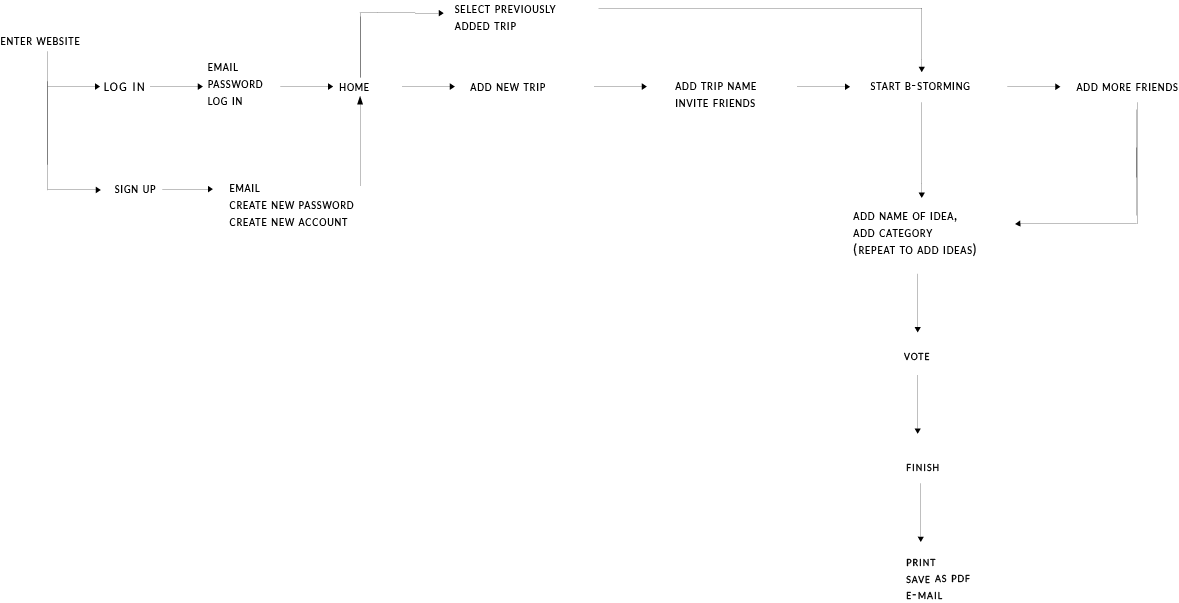 SELECT PREVIOUSLY
ADDED TRIP
ENTER WEBSITE
LOG IN
EMAIL
PASSWORD
LOG IN
HOME
ADD NEW TRIP
ADD TRIP NAME
INVITE FRIENDS
START B-STORMING
ADD MORE FRIENDS
SIGN UP
EMAIL
CREATE NEW PASSWORD
CREATE NEW ACCOUNT
ADD NAME OF IDEA,
ADD CATEGORY
(REPEAT TO ADD IDEAS)
VOTE
FINISH
PRINT
SAVE AS PDF
E-MAIL